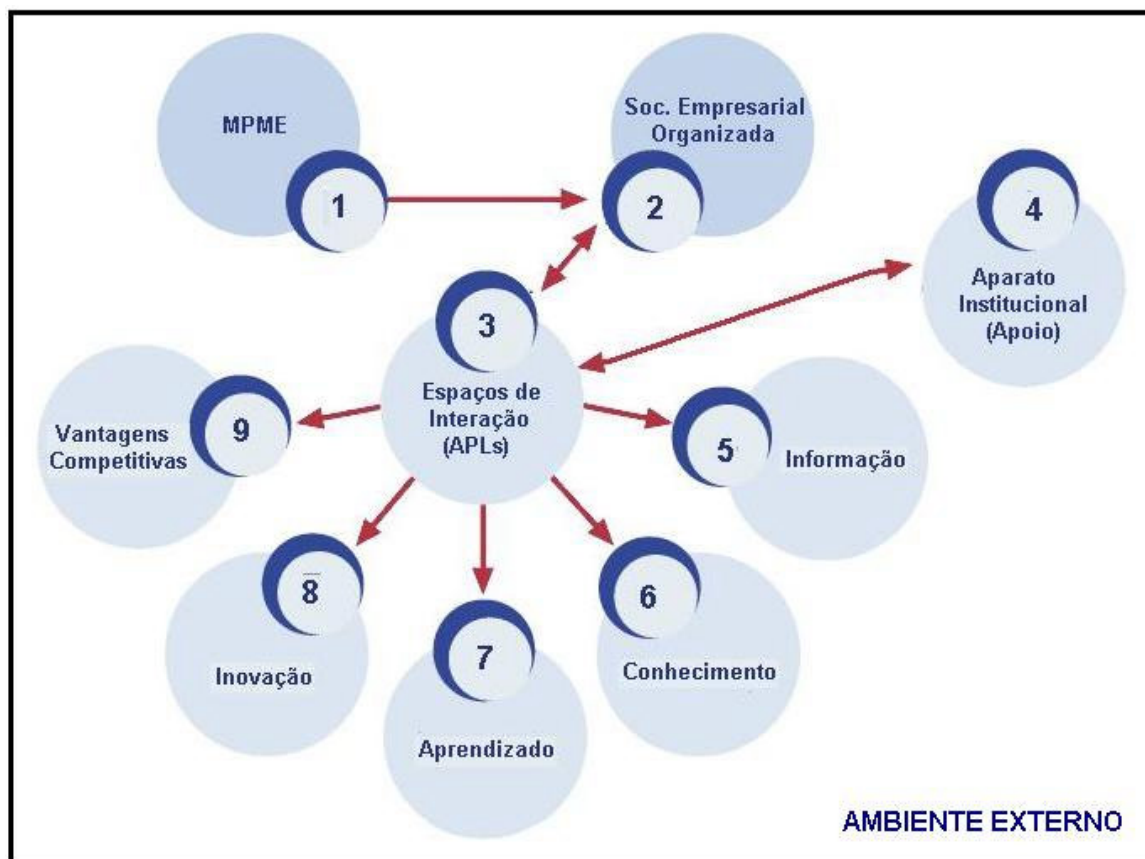 MPME
1
Soc. Empresarial
Organizada
2
4
Aparato
Institucional
(Apoio)
3
Espaços de
Interação
(APLs)
9
Vantagens
Competitivas
5
Informação
8
Inovação
7
Aprendizado
6
Conhecimento
AMBIENTE EXTERNO